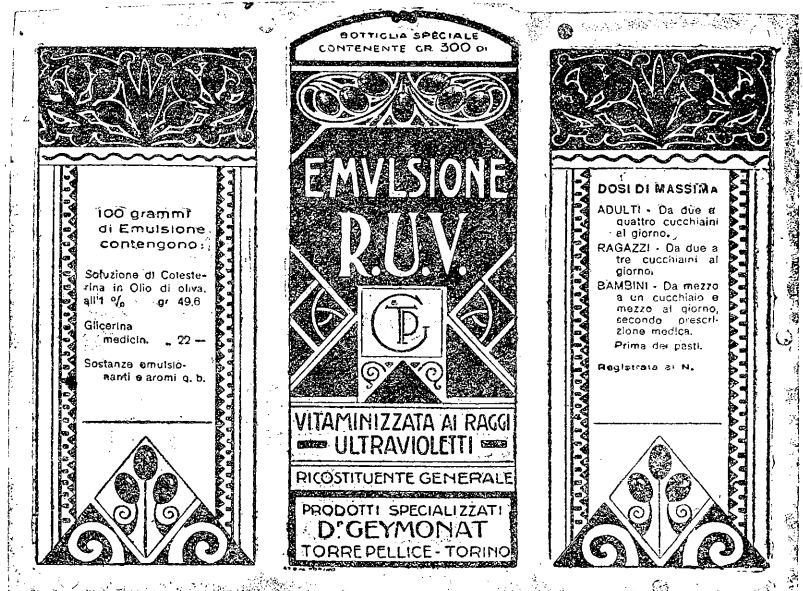 100 grammi
di Emulsione
contengono:
Soluzione di Coleste-
rina in Olio di oliva,
all'1 % gr 49,6
Glicerina
medicin. „ 22 —
Sostanze emulsio-
nanti e aromi q. b.
BOTTIGLIA SPECIALE
CONTENENTE GR. 300 DI
EMVLSIONE
R.U.V.
VITAMINIZZATA AI RAGGI
ULTRAVIOLETTI
RICOSTITUENTE GENERALE
PRODOTTI SPECIALIZZATI
Dr. GEYMONAT
TORRE PELLICE - TORINO
DOSI DI MASSIMA
ADULTI - Da due a
quattro cucchiaini
al giorno.
RAGAZZI - Da due a
tre cucchiaini al
giorno.
BAMBINI - Da mezzo
a un cucchiaio e
mezzo al giorno,
secondo prescri-
zione medica.
Prima dei pasti.
Registrata al N.